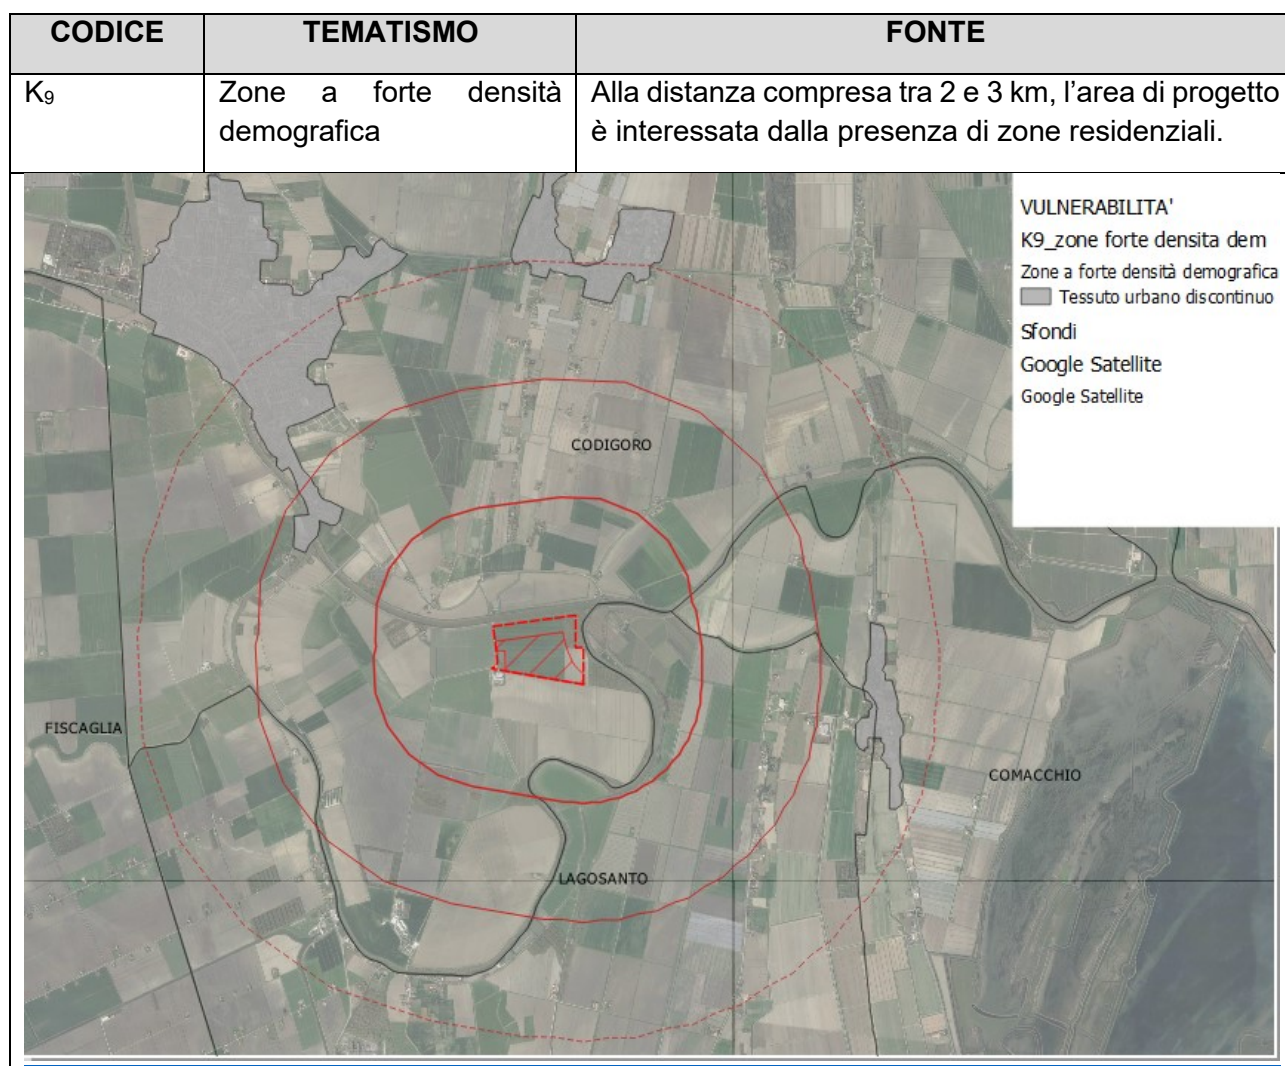 CODICE TEMATISMO FONTE
K₉ Zone a forte densità Alla distanza compresa tra 2 e 3 km, l’area di progetto
demografica è interessata dalla presenza di zone residenziali.
VULNERABILITA'
K9_zone forte densita dem
Zone a forte densità demografica
Tessuto urbano discontinuo
Sfondi
Google Satellite
Google Satellite
CODIGORO
FISCAGLIA
COMACCHIO
LAGOSANTO